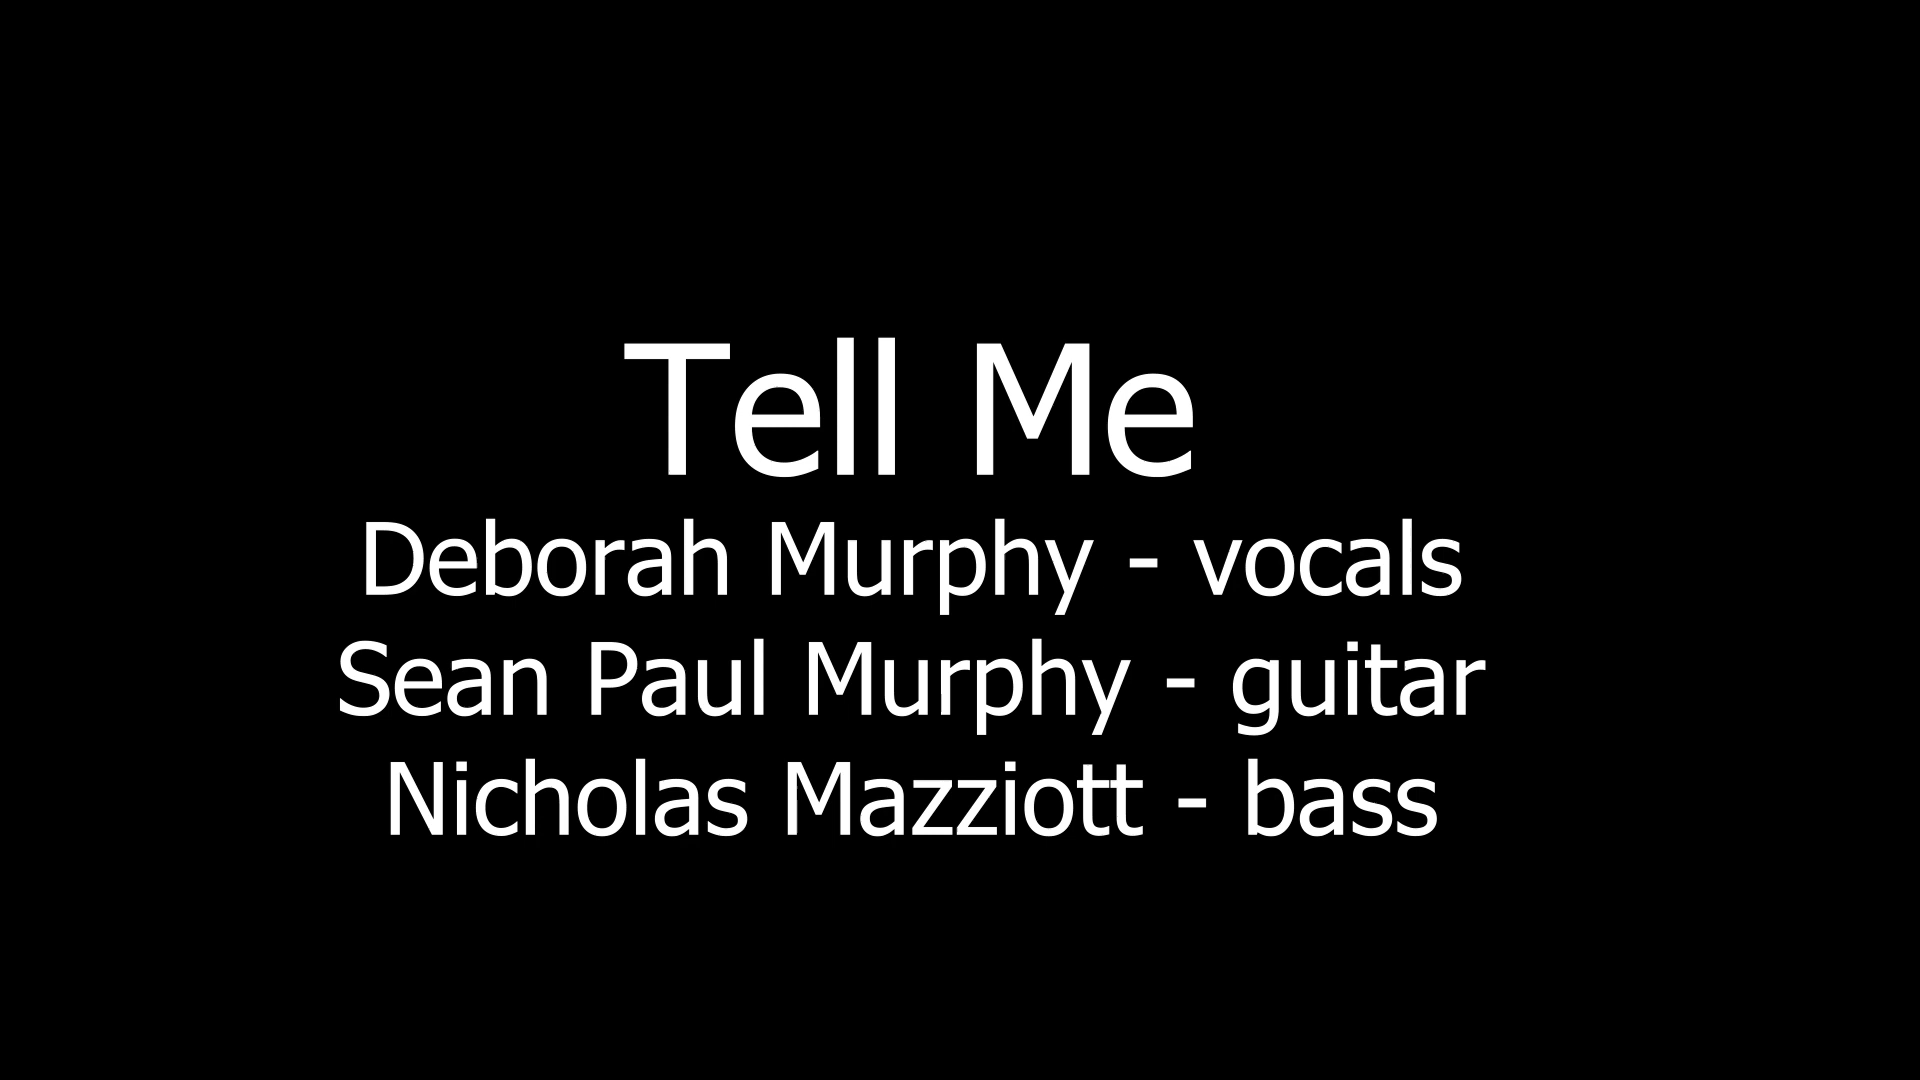 Tell Me
Deborah Murphy - vocals
Sean Paul Murphy - guitar
Nicholas Mazziott - bass